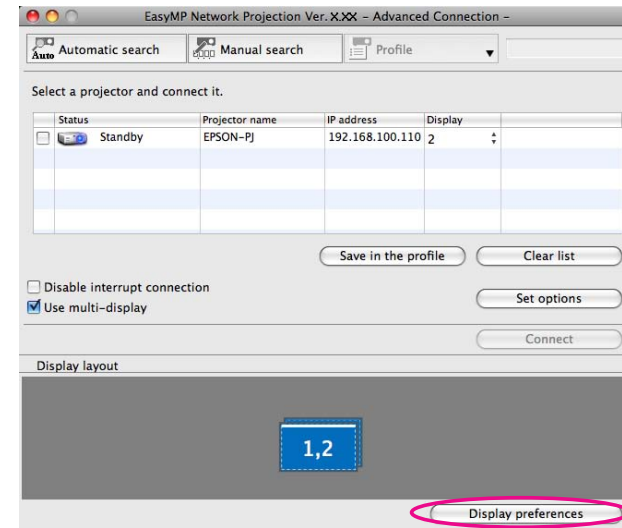 EasyMP Network Projection Ver. X.XX – Advanced Connection –
Auto Automatic search Manual search Profile
Select a projector and connect it.
Status Projector name IP address Display
Standby EPSON-PJ 192.168.100.110 2
Save in the profile Clear list
Disable interrupt connection
Set options
Use multi-display
Connect
Display layout
1,2
Display preferences